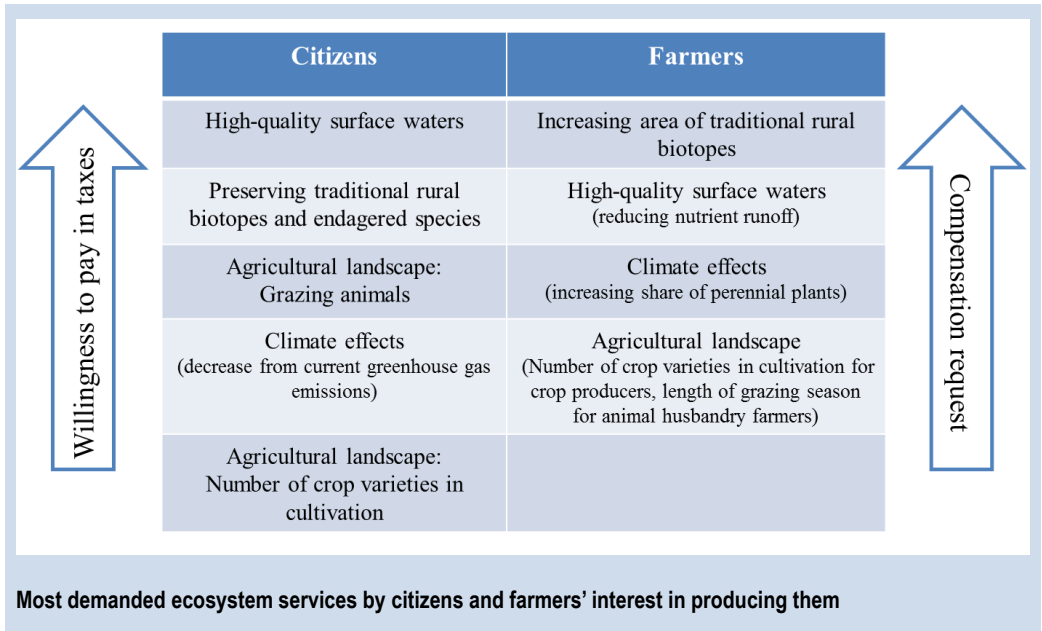 Willingness to pay in taxes
Citizens
Farmers
High-quality surface waters
Increasing area of traditional rural
biotopes
Preserving traditional rural
biotopes and endagered species
High-quality surface waters
(reducing nutrient runoff)
Agricultural landscape:
Grazing animals
Climate effects
(increasing share of perennial plants)
Climate effects
(decrease from current greenhouse gas
emissions)
Agricultural landscape
(Number of crop varieties in cultivation for
crop producers, length of grazing season
for animal husbandry farmers)
Agricultural landscape:
Number of crop varieties in
cultivation
Compensation request
Most demanded ecosystem services by citizens and farmers’ interest in producing them